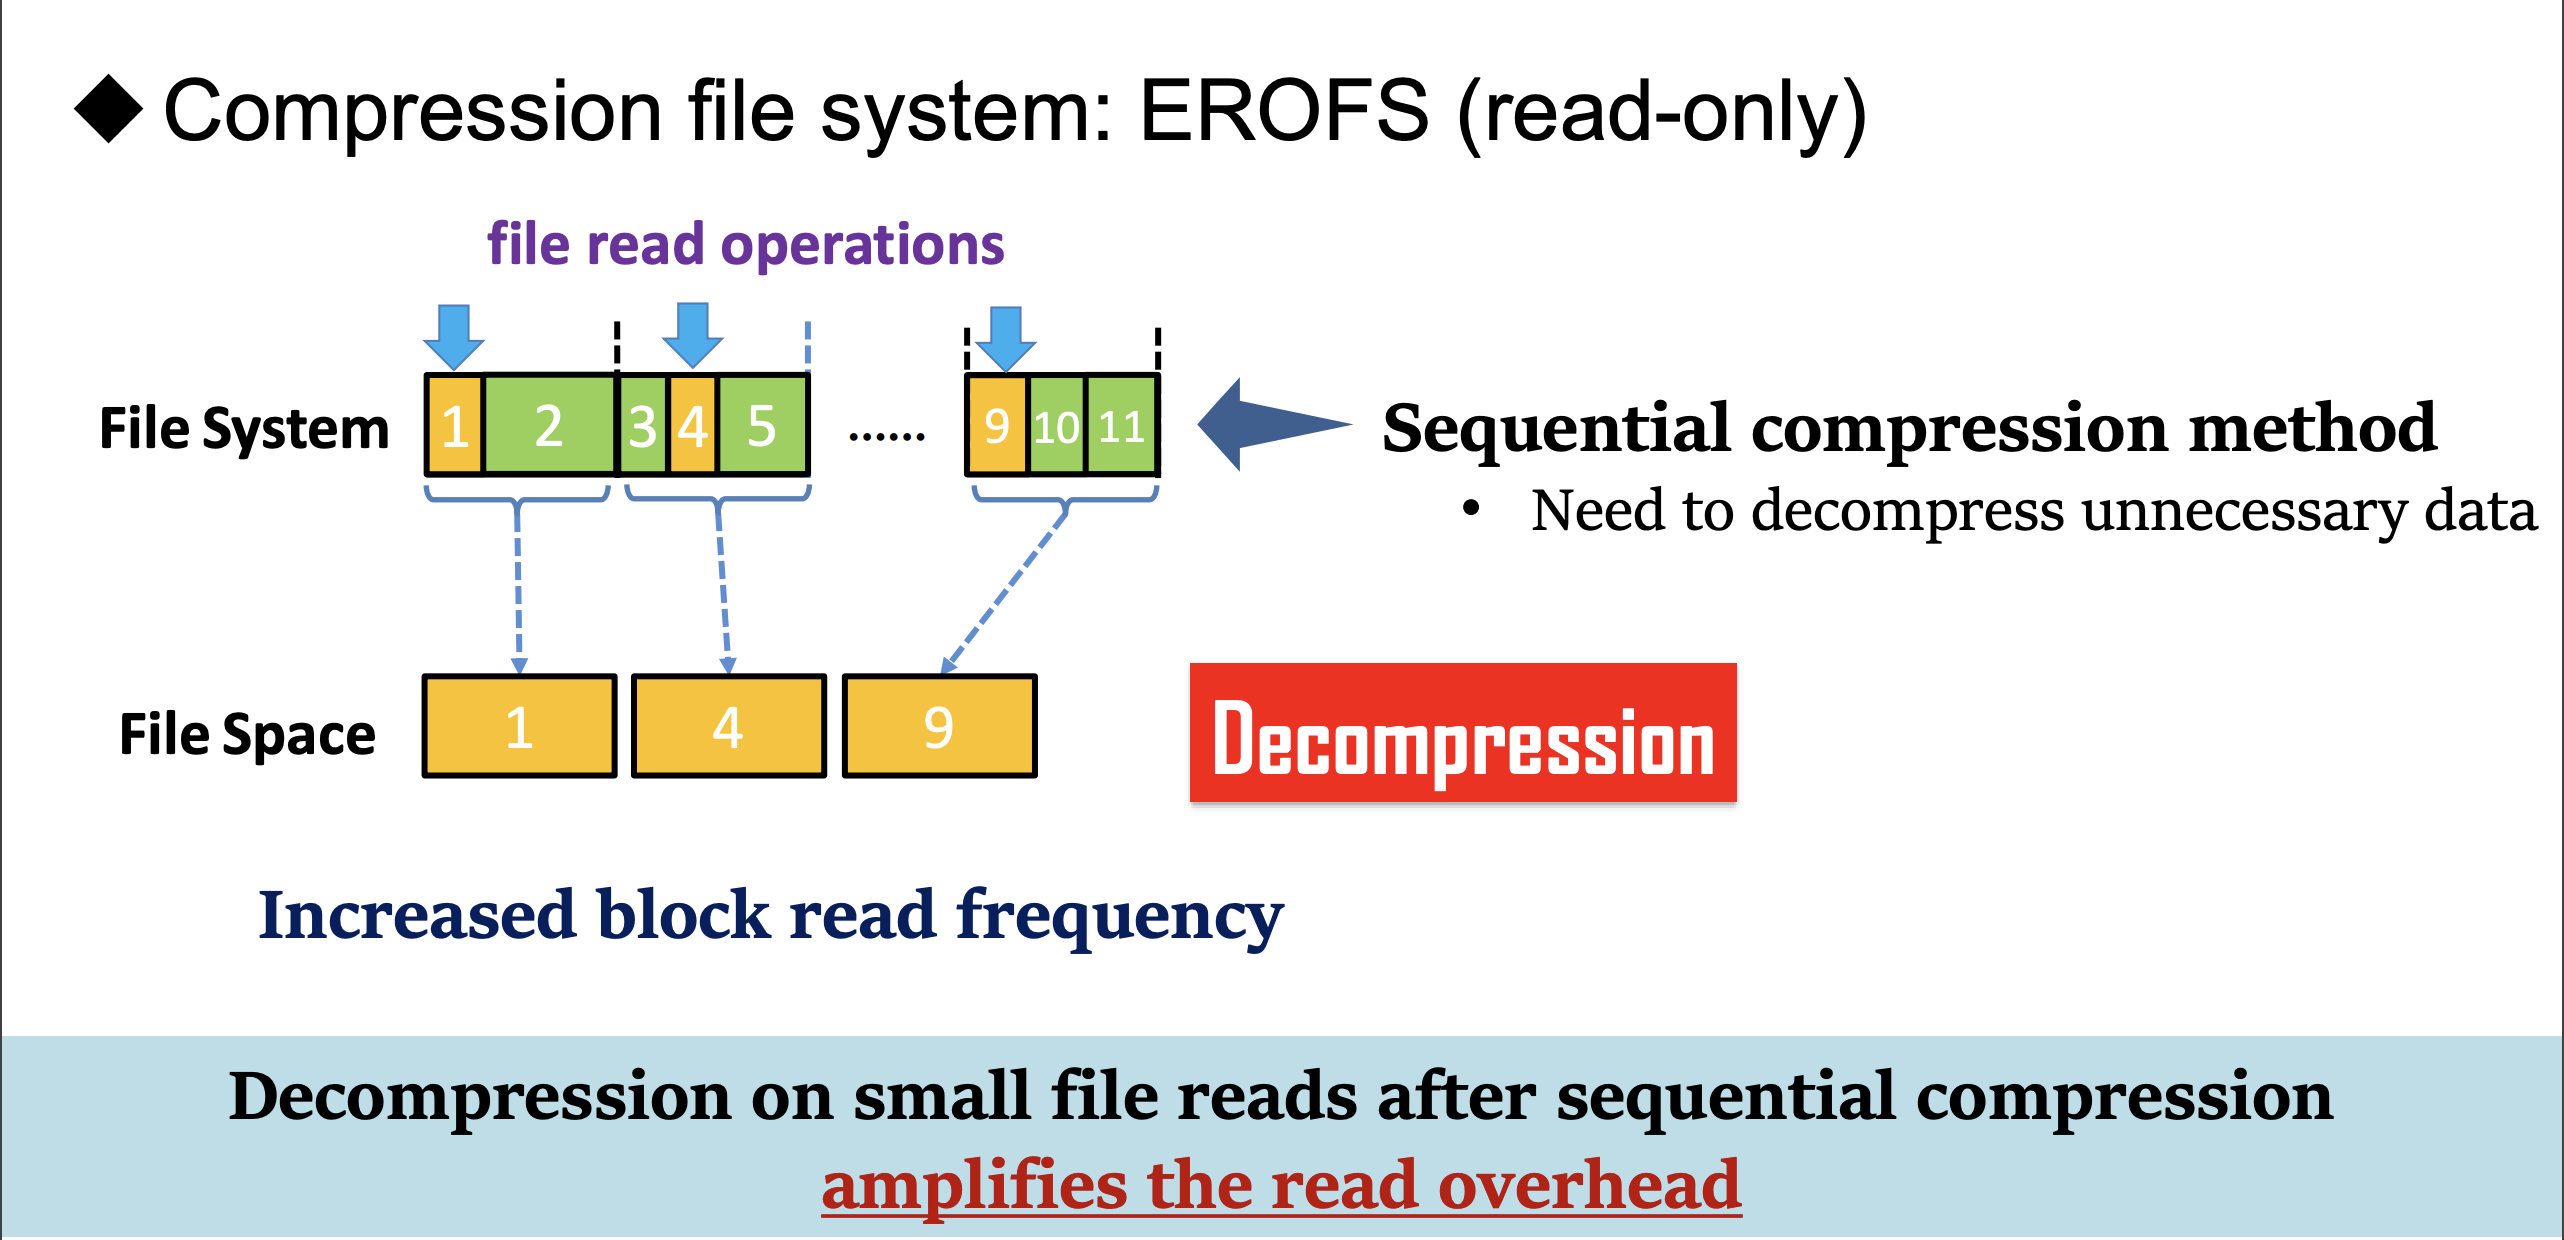 Compression file system: EROFS (read-only)
file read operations
File System 1 2 3 4 5 ...... 9 10 11
Sequential compression method
• Need to decompress unnecessary data
File Space 1 4 9
Decompression
Increased block read frequency
Decompression on small file reads after sequential compression
amplifies the read overhead